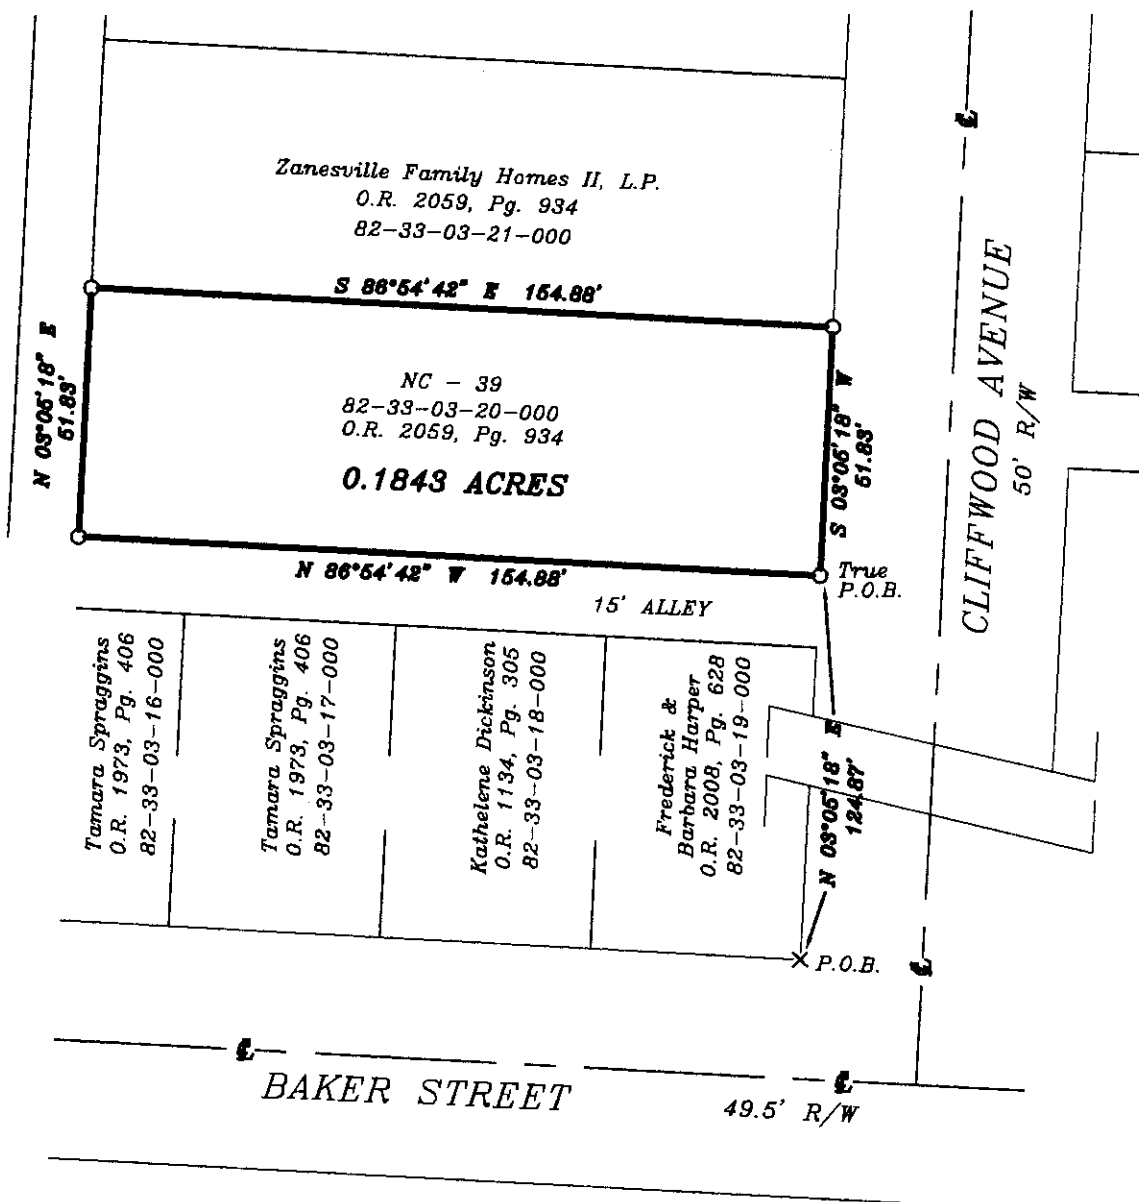 Zanesville Family Homes II, L.P.
O.R. 2059, Pg. 934
82-33-03-21-000
S 86°54'42" E 154.88'
N 03°05'18" E
51.83'
NC - 39
82-33-03-20-000
O.R. 2059, Pg. 934
0.1843 ACRES
S 03°05'18" W
51.83'
CLIFFWOOD AVENUE
50' R/W
N 86°54'42" W 154.88'
True
P.O.B.
15' ALLEY
Tamara Spraggins
O.R. 1973, Pg. 406
82-33-03-16-000
Tamara Spraggins
O.R. 1973, Pg. 406
82-33-03-17-000
Kathelene Dickinson
O.R. 1134, Pg. 305
82-33-03-18-000
Frederick &
Barbara Harper
O.R. 2008, Pg. 628
82-33-03-19-000
N 03°05'18" E
124.87'
P.O.B.
BAKER STREET
49.5' R/W